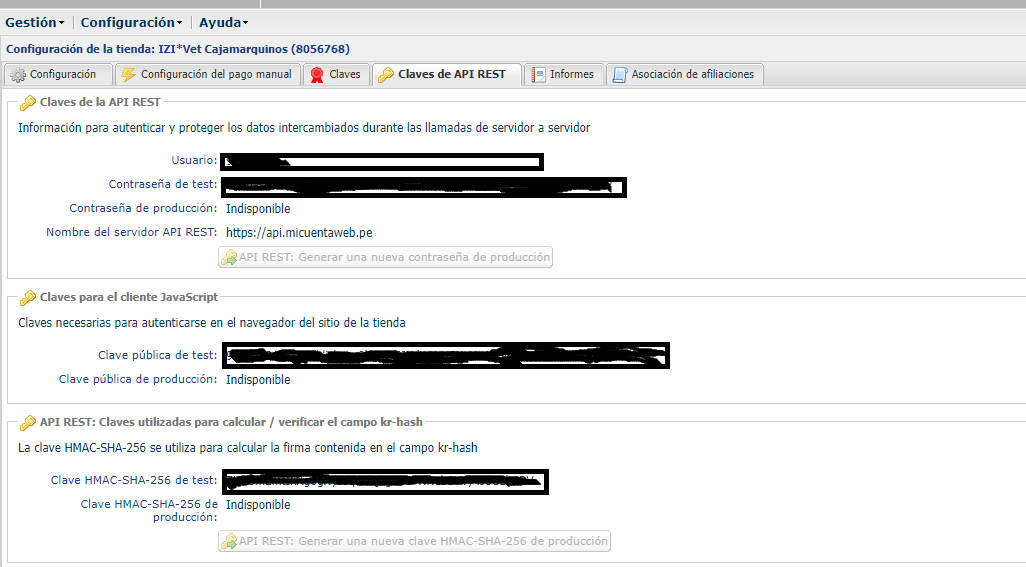 Gestión Configuración Ayuda
Configuración de la tienda: IZI*Vet Cajamarquinos (8056768)
Configuración Configuración del pago manual Claves Claves de API REST Informes Asociación de afiliaciones
Claves de la API REST
Información para autenticar y proteger los datos intercambiados durante las llamadas de servidor a servidor
Usuario:
Contraseña de test:
Contraseña de producción: Indisponible
Nombre del servidor API REST: https://api.micuentaweb.pe
API REST: Generar una nueva contraseña de producción
Claves para el cliente JavaScript
Claves necesarias para autenticarse en el navegador del sitio de la tienda
Clave pública de test:
Clave pública de producción: Indisponible
API REST: Claves utilizadas para calcular / verificar el campo kr-hash
La clave HMAC-SHA-256 se utiliza para calcular la firma contenida en el campo kr-hash
Clave HMAC-SHA-256 de test:
Clave HMAC-SHA-256 de Indisponible
producción:
API REST: Generar una nueva clave HMAC-SHA-256 de producción